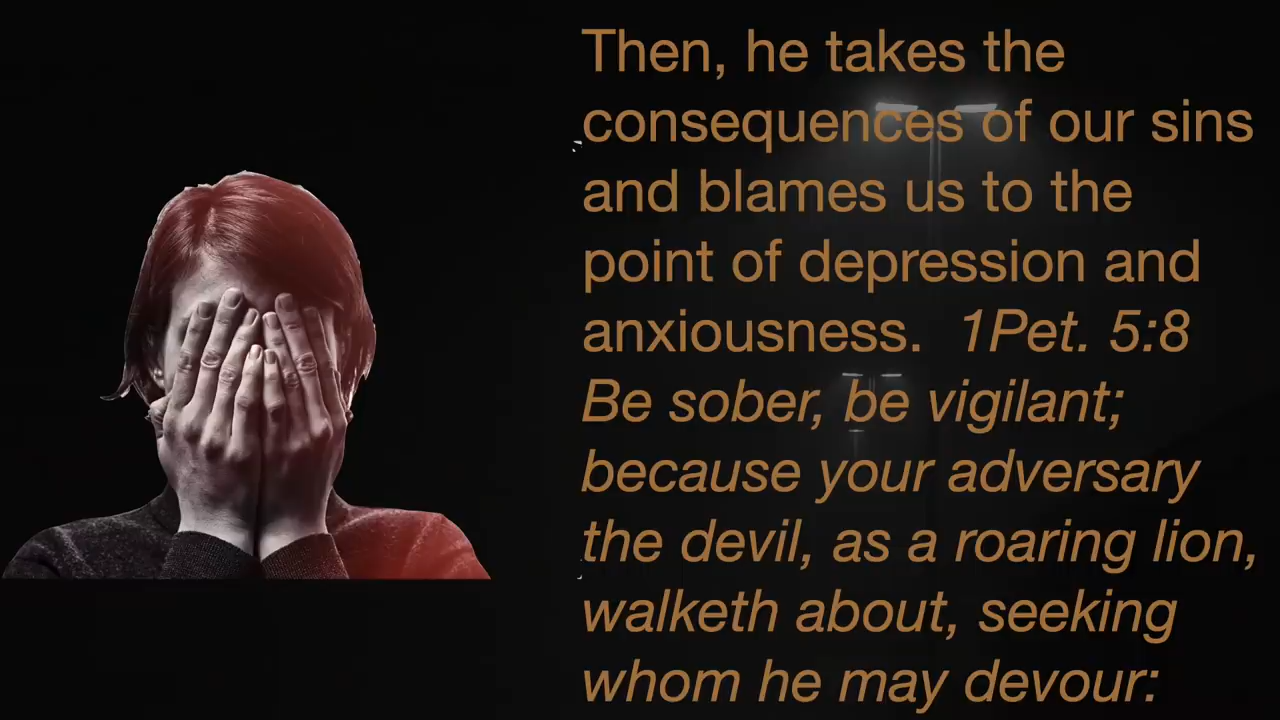 Then, he takes the
consequences of our sins
and blames us to the
point of depression and
anxiousness.  1Pet. 5:8
Be sober, be vigilant;
because your adversary
the devil, as a roaring lion,
walketh about, seeking
whom he may devour: